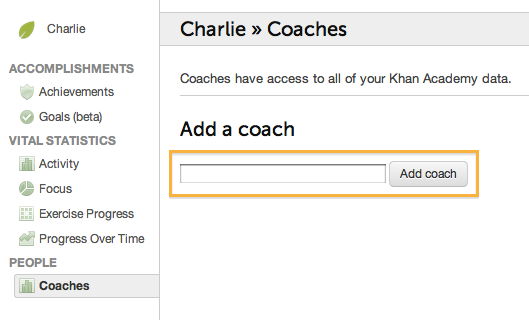 Charlie
ACCOMPLISHMENTS
Achievements
Goals (beta)
VITAL STATISTICS
Activity
Focus
Exercise Progress
Progress Over Time
PEOPLE
Coaches
Charlie » Coaches
Coaches have access to all of your Khan Academy data.
Add a coach
Add coach